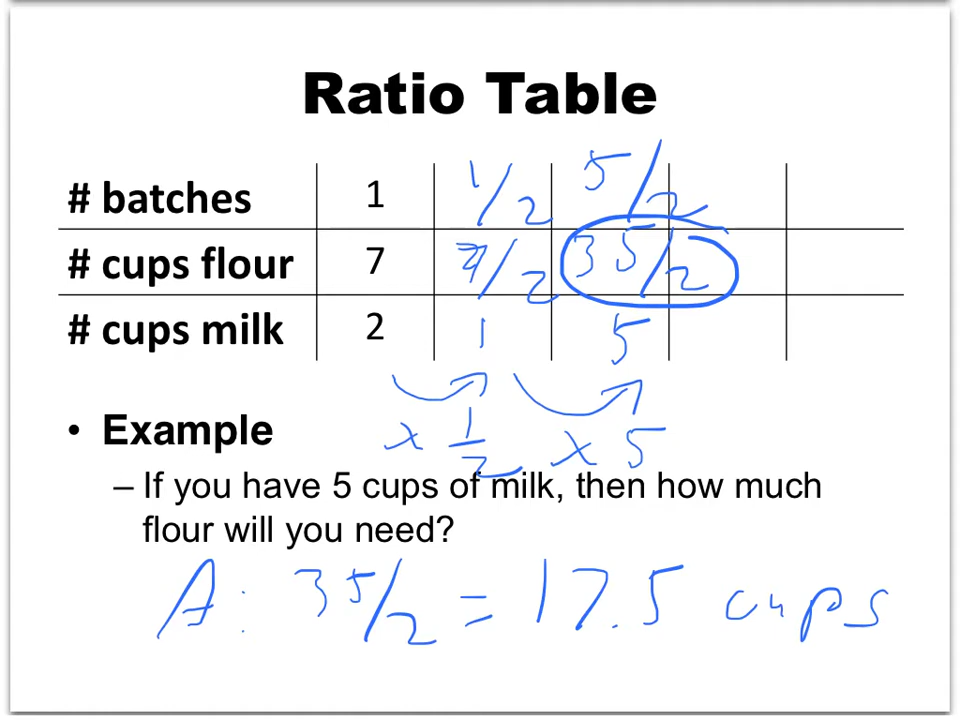 Ratio Table
# batches 1 1/2 5/2
# cups flour 7 7/2 35/2
# cups milk 2 1 5
x 1/2 x 5
• Example
– If you have 5 cups of milk, then how much
flour will you need?
A: 35/2 = 17.5 cups